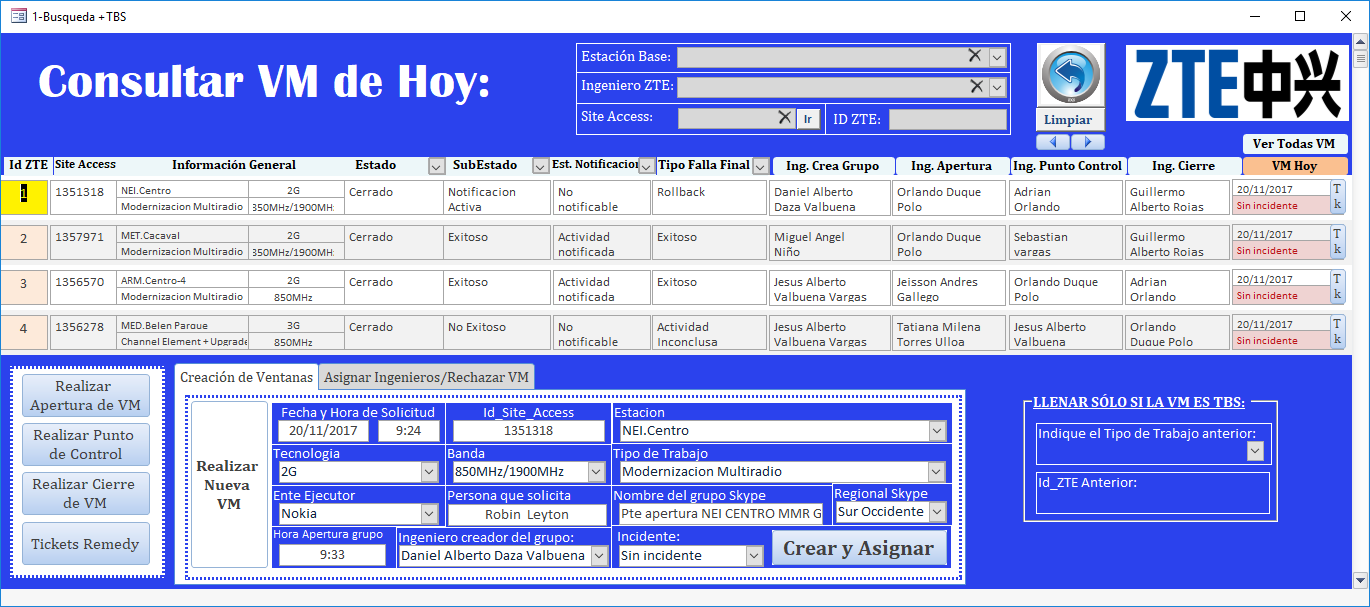 1-Busqueda +TBS
Consultar VM de Hoy:
Estación Base:
Ingeniero ZTE:
Site Access:
Ir
ID ZTE:
Limpiar
ZTE中兴
Ver Todas VM
Id ZTE Site Access Información General Estado SubEstado Est. Notificacion Tipo Falla Final Ing. Crea Grupo Ing. Apertura Ing. Punto Control Ing. Cierre VM Hoy
1 1351318 NEI.Centro 2G Cerrado Notificacion No Rollback Daniel Alberto Orlando Duque Adrian Guillermo 20/11/2017 T
Modernizacion Multiradio 350MHz/1900MH: Activa notificable Daza Valbuena Polo Orlando Alberto Rojas Sin incidente k
2 1357971 MET.Cacaval 2G Cerrado Exitoso Actividad Exitoso Miguel Angel Orlando Duque Sebastian Guillermo 20/11/2017 T
Modernizacion Multiradio 350MHz/1900MH: notificada Niño Polo vargas Alberto Rojas Sin incidente k
3 1356570 ARM.Centro-4 2G Cerrado Exitoso Actividad Exitoso Jesus Alberto Jeisson Andres Orlando Duque Adrian 20/11/2017 T
Modernizacion Multiradio 850MHz notificada Valbuena Vargas Gallego Polo Orlando Sin incidente k
4 1356278 MED.Belen Parque 3G Cerrado No Exitoso No Actividad Jesus Alberto Tatiana Milena Jesus Alberto Orlando 20/11/2017 T
Channel Element + Upgrade 850MHz notificable Inconclusa Valbuena Vargas Torres Ulloa Valbuena Duque Polo Sin incidente k
Realizar
Apertura de VM
Realizar Punto
de Control
Realizar Cierre
de VM
Tickets Remedy
Creación de Ventanas
Asignar Ingenieros/Rechazar VM
Realizar
Nueva
VM
Fecha y Hora de Solicitud Id_Site_Access Estacion
20/11/2017 9:24 1351318 NEI.Centro
Tecnologia Banda Tipo de Trabajo
2G 850MHz/1900MHz Modernizacion Multiradio
Ente Ejecutor Persona que solicita Nombre del grupo Skype Regional Skype
Nokia Robin Leyton Pte apertura NEI CENTRO MMR G Sur Occidente
Hora Apertura grupo Ingeniero creador del grupo: Incidente:
9:33 Daniel Alberto Daza Valbuena Sin incidente
Crear y Asignar
LLENAR SÓLO SI LA VM ES TBS:
Indique el Tipo de Trabajo anterior:
Id_ZTE Anterior: